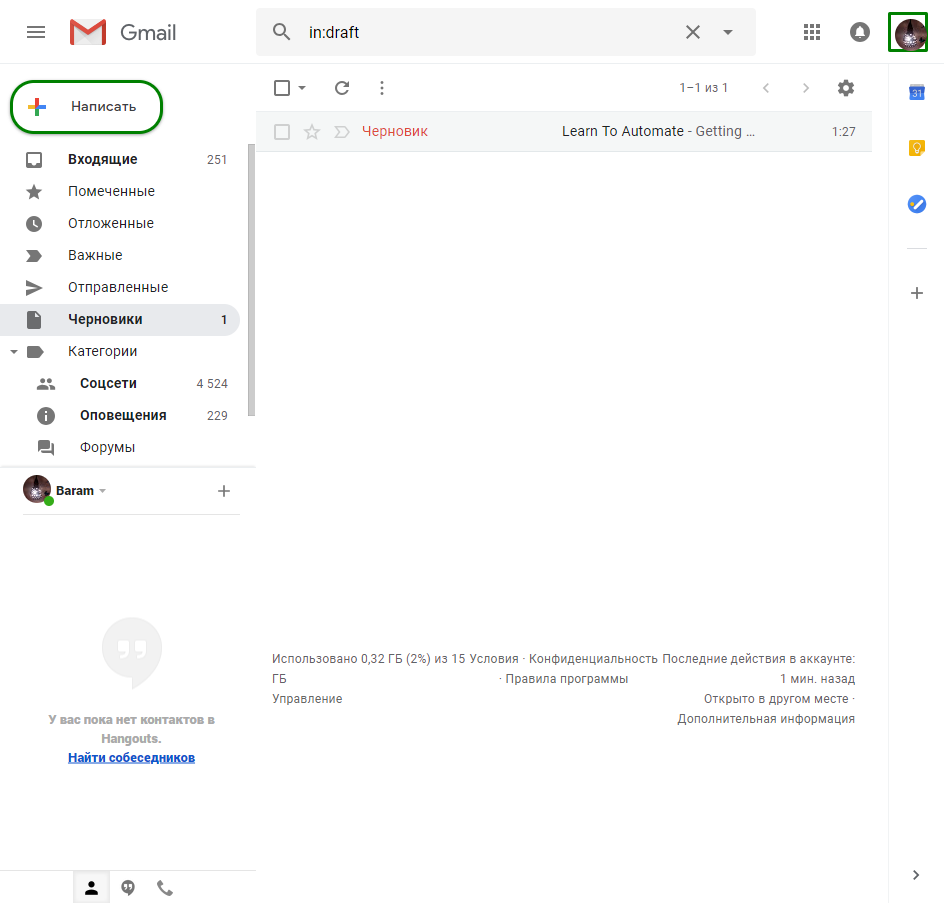 Gmail
in:draft
Написать
1–1 из 1
31
Входящие 251
Черновик Learn To Automate - Getting ... 1:27
Помеченные
Отложенные
Важные
Отправленные
Черновики 1
Категории
Соцсети 4 524
Оповещения 229
Форумы
Baram
У вас пока нет контактов в
Hangouts.
Найти собеседников
Использовано 0,32 ГБ (2%) из 15
ГБ
Управление
Условия · Конфиденциальность
· Правила программы
Последние действия в аккаунте:
1 мин. назад
Открыто в другом месте ·
Дополнительная информация